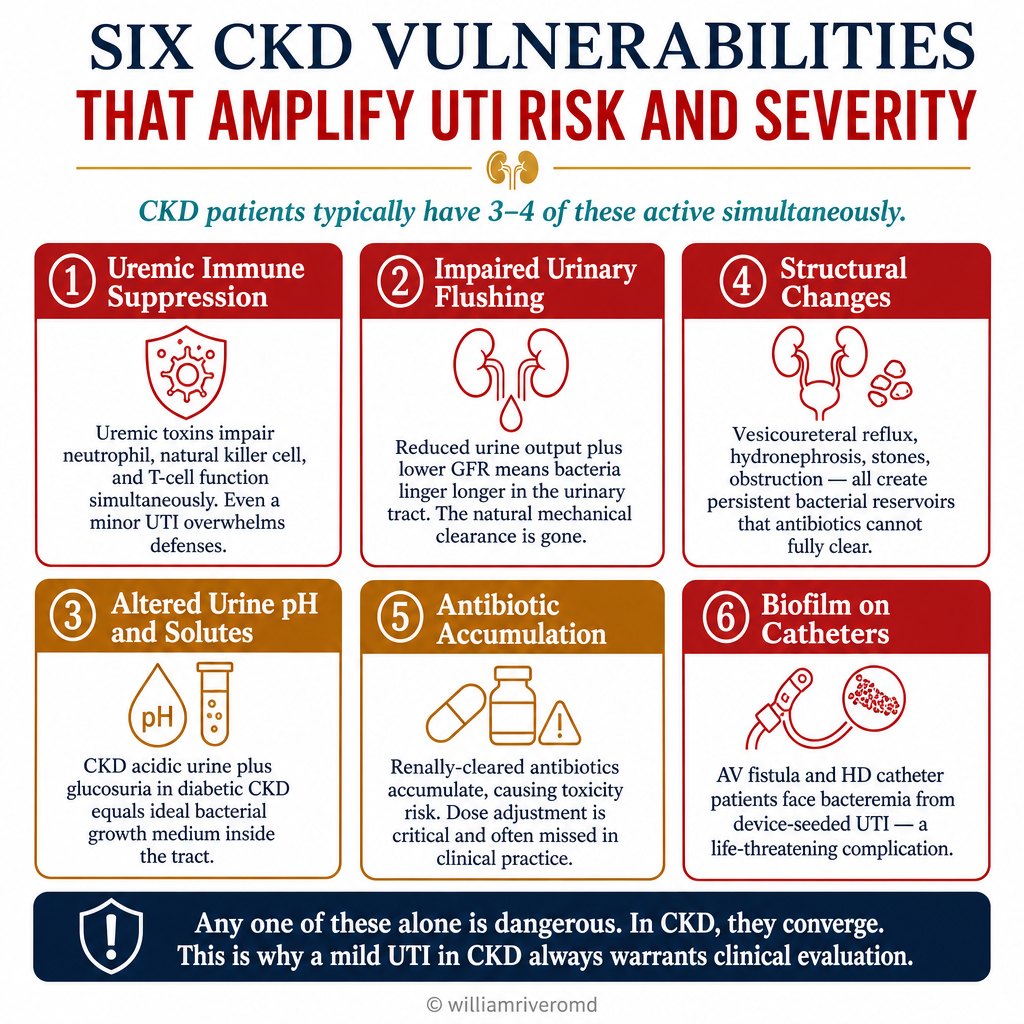 SIX CKD VULNERABILITIES
THAT AMPLIFY UTI RISK AND SEVERITY
CKD patients typically have 3–4 of these active simultaneously.
1 Uremic Immune
Suppression
Uremic toxins impair
neutrophil, natural killer cell,
and T-cell function
simultaneously. Even a
minor UTI overwhelms
defenses.
2 Impaired Urinary
Flushing
Reduced urine output plus
lower GFR means bacteria
linger longer in the urinary
tract. The natural mechanical
clearance is gone.
4 Structural
Changes
Vesicoureteral reflux,
hydronephrosis, stones,
obstruction — all create
persistent bacterial reservoirs
that antibiotics cannot
fully clear.
3 Altered Urine pH
and Solutes
pH
CKD acidic urine plus
glucosuria in diabetic CKD
equals ideal bacterial
growth medium inside
the tract.
5 Antibiotic
Accumulation
Renally-cleared antibiotics
accumulate, causing toxicity
risk. Dose adjustment is
critical and often missed in
clinical practice.
6 Biofilm on
Catheters
AV fistula and HD catheter
patients face bacteremia from
device-seeded UTI — a
life-threatening complication.
Any one of these alone is dangerous. In CKD, they converge.
This is why a mild UTI in CKD always warrants clinical evaluation.
© williamriveromd